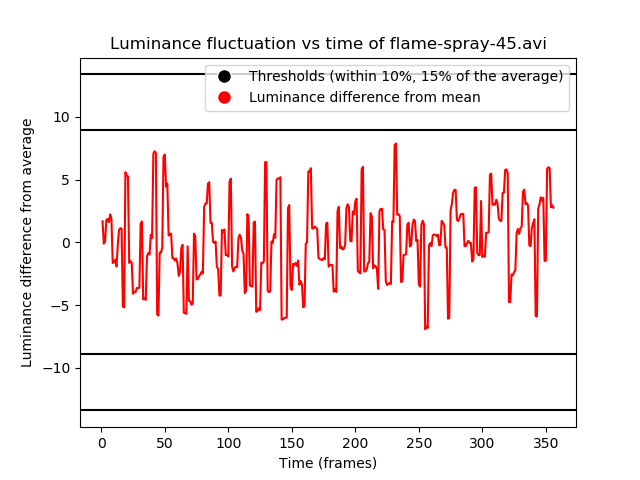 Luminance fluctuation vs time of flame-spray-45.avi
Thresholds (within 10%, 15% of the average)
Luminance difference from mean
Luminance difference from average
10
5
0
−5
−10
0 50 100 150 200 250 300 350
Time (frames)